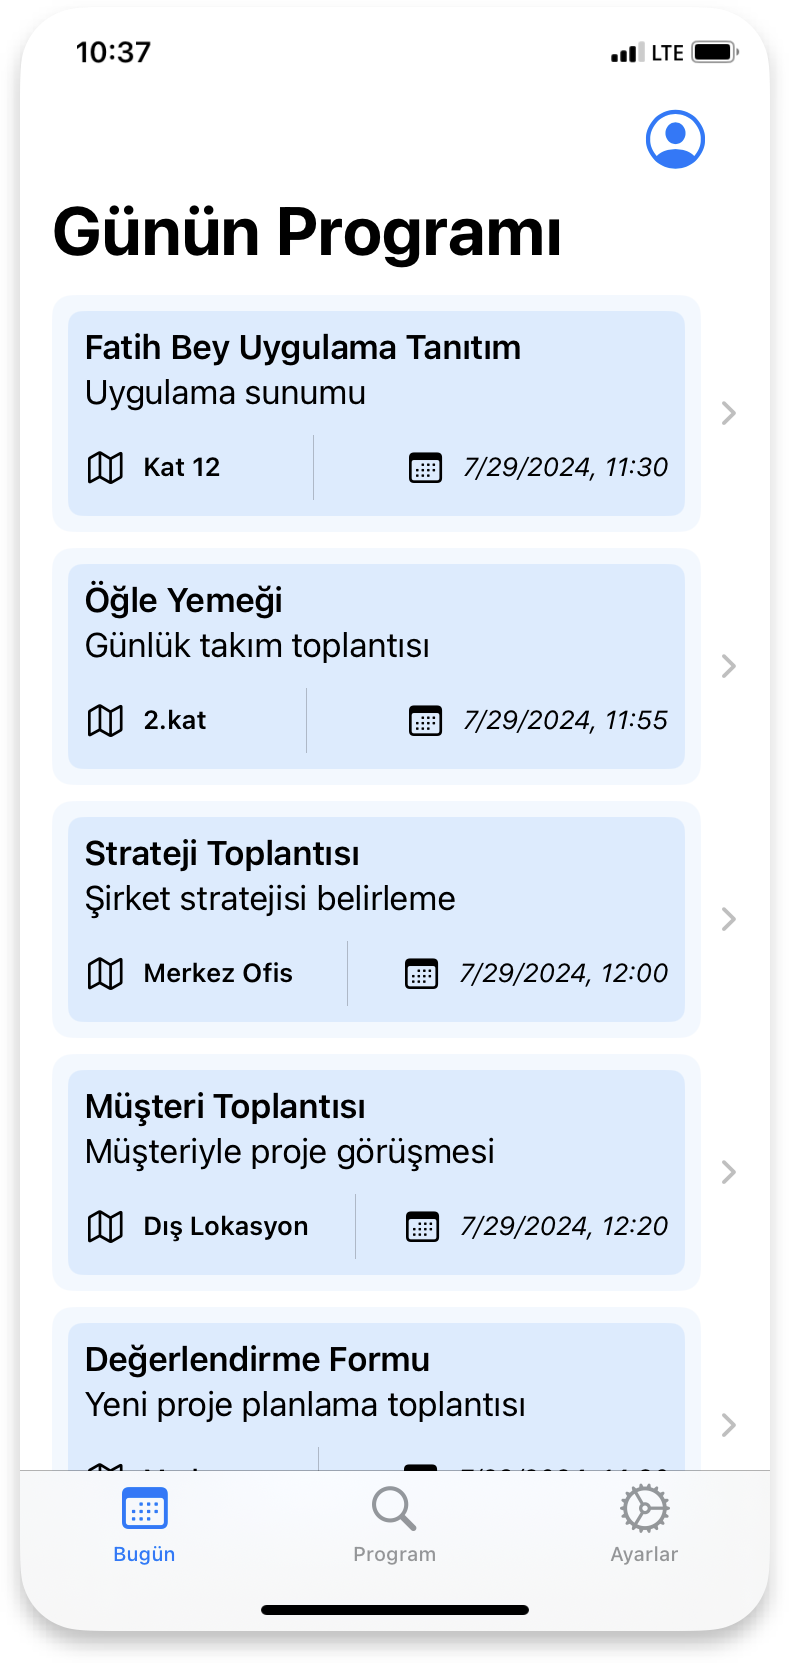 10:37
LTE
Günün Programı
Fatih Bey Uygulama Tanıtım
Uygulama sunumu
Kat 12
7/29/2024, 11:30
Öğle Yemeği
Günlük takım toplantısı
2.kat
7/29/2024, 11:55
Strateji Toplantısı
Şirket stratejisi belirleme
Merkez Ofis
7/29/2024, 12:00
Müşteri Toplantısı
Müşteriyle proje görüşmesi
Dış Lokasyon
7/29/2024, 12:20
Değerlendirme Formu
Yeni proje planlama toplantısı
Bugün
Program
Ayarlar